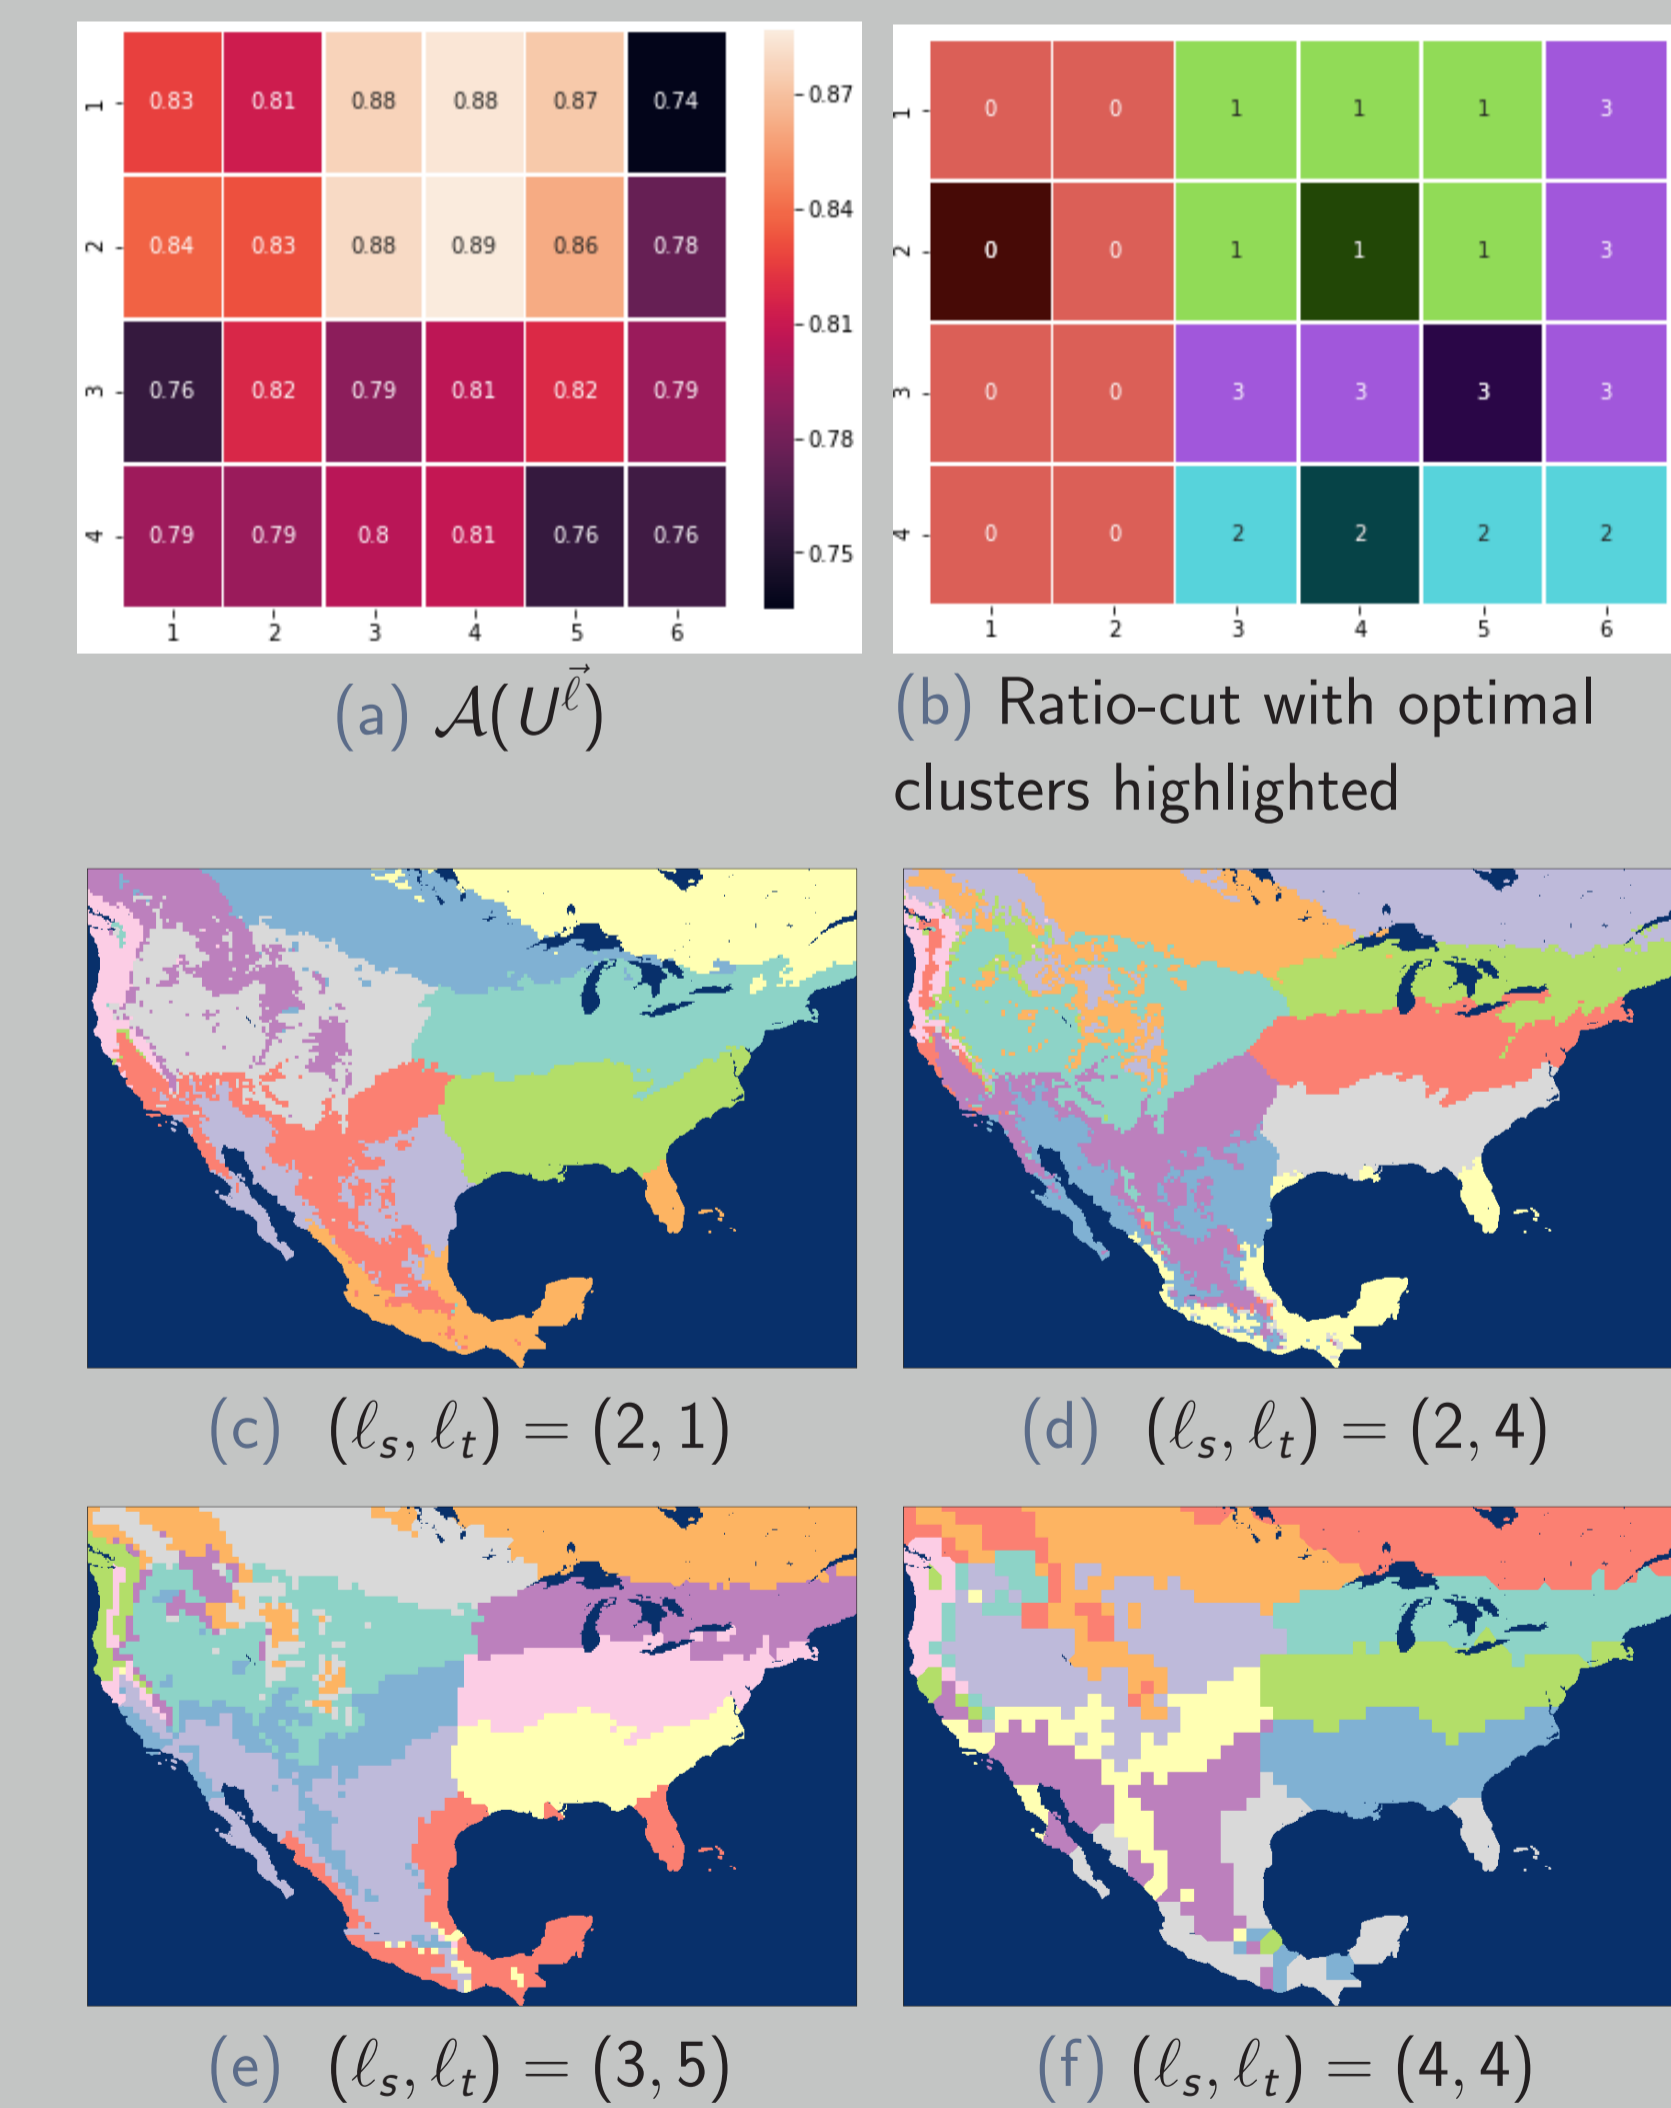 1 0.83 0.81 0.88 0.88 0.87 0.74
2 0.84 0.83 0.88 0.89 0.86 0.78
3 0.76 0.82 0.79 0.81 0.82 0.79
4 0.79 0.79 0.8 0.81 0.76 0.76
1 2 3 4 5 6
0.87
0.84
0.81
0.78
0.75
(a) 𝒜(U^ℓ⃗)
1 0 0 1 1 1 3
2 0 0 1 1 1 3
3 0 0 3 3 3 3
4 0 0 2 2 2 2
1 2 3 4 5 6
(b) Ratio-cut with optimal
clusters highlighted
(c) (ℓₛ, ℓₜ) = (2, 1)
(d) (ℓₛ, ℓₜ) = (2, 4)
(e) (ℓₛ, ℓₜ) = (3, 5)
(f) (ℓₛ, ℓₜ) = (4, 4)